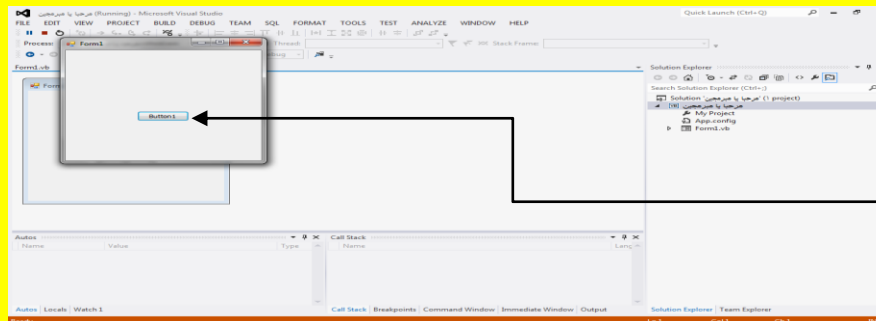 مرحبا يا مبرمجين (Running) - Microsoft Visual Studio
Quick Launch (Ctrl+Q)
FILE EDIT VIEW PROJECT BUILD DEBUG TEAM SQL FORMAT TOOLS TEST ANALYZE WINDOW HELP
Process:
Form1
Thread:
Stack Frame:
Form1.vb
Form
Button1
Solution Explorer
Search Solution Explorer (Ctrl+;)
Solution 'مرحبا يا مبرمجين' (1 project)
مرحبا يا مبرمجين
My Project
App.config
Form1.vb
Autos
Name Value Type
Call Stack
Name Lang
Autos Locals Watch 1
Call Stack Breakpoints Command Window Immediate Window Output
Solution Explorer Team Explorer